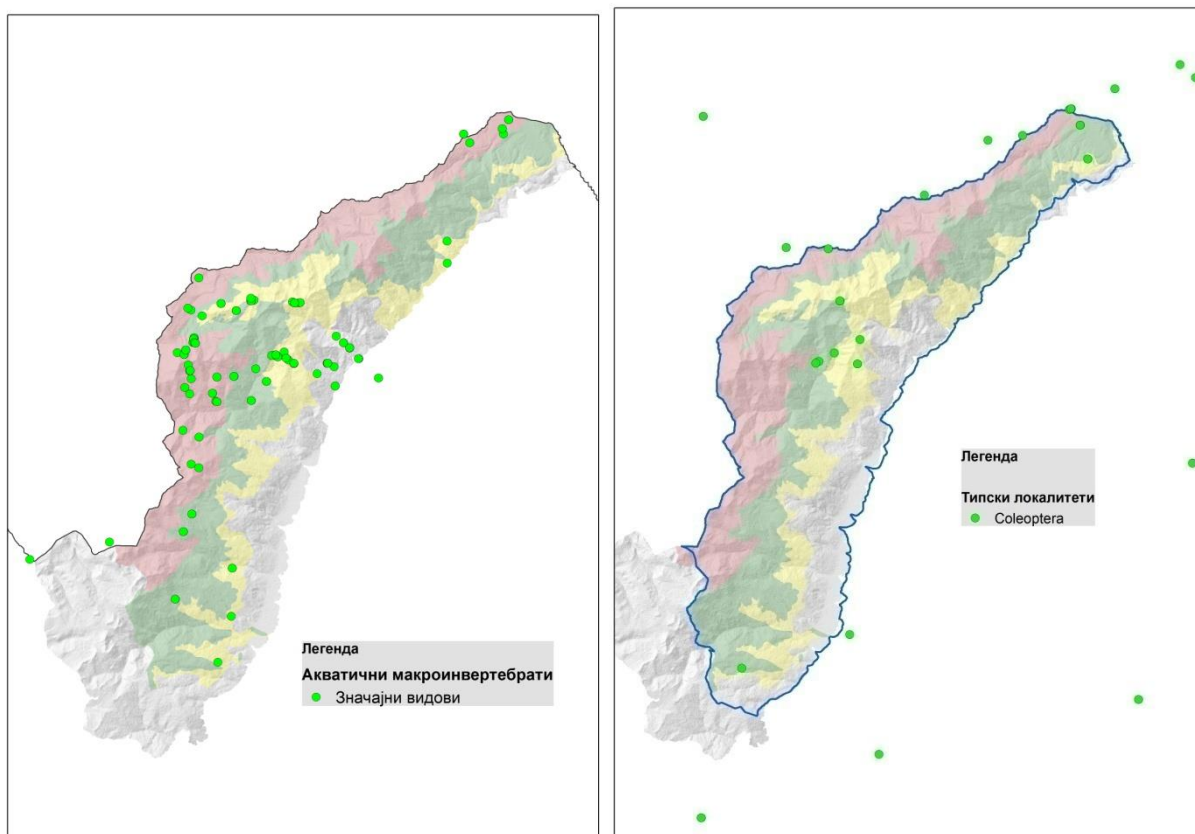 Легенда
Акватични макроинвертебрати
Значајни видови
Легенда
Типски локалитети
Coleoptera